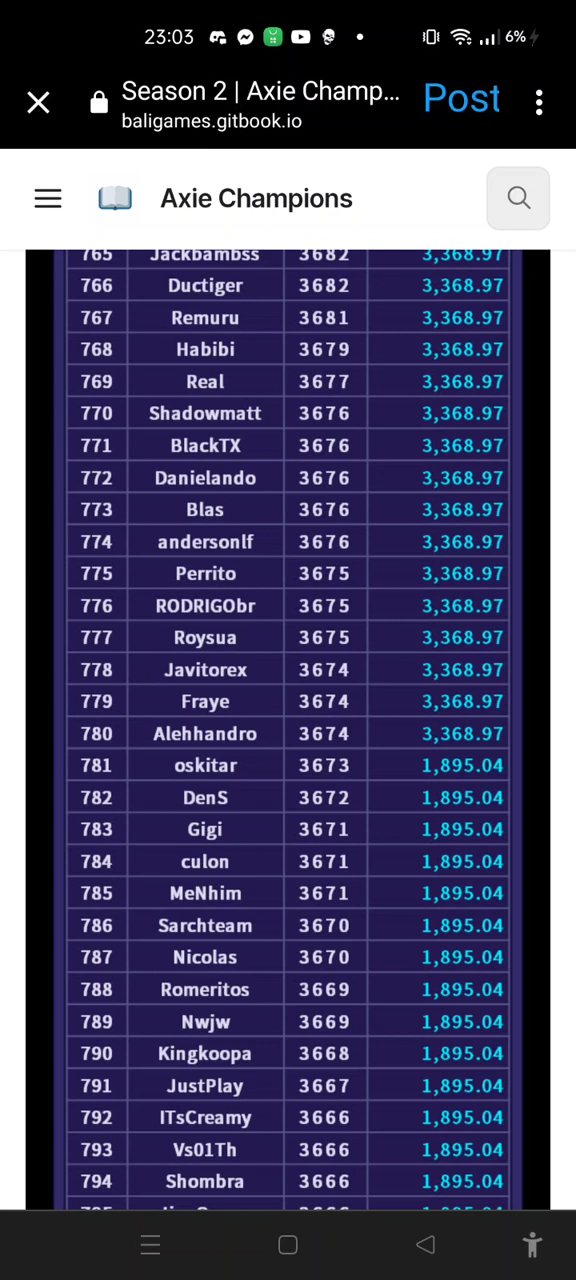 23:03 6%
Season 2 | Axie Champ... Post
baligames.gitbook.io
Axie Champions
765 Jackbambss 3682 3,368.97
766 Ductiger 3682 3,368.97
767 Remuru 3681 3,368.97
768 Habibi 3679 3,368.97
769 Real 3677 3,368.97
770 Shadowmatt 3676 3,368.97
771 BlackTX 3676 3,368.97
772 Danielando 3676 3,368.97
773 Blas 3676 3,368.97
774 andersonlf 3676 3,368.97
775 Perrito 3675 3,368.97
776 RODRIGObr 3675 3,368.97
777 Roysua 3675 3,368.97
778 Javitorex 3674 3,368.97
779 Fraye 3674 3,368.97
780 Alehhandro 3674 3,368.97
781 oskitar 3673 1,895.04
782 DenS 3672 1,895.04
783 Gigi 3671 1,895.04
784 culon 3671 1,895.04
785 MeNhim 3671 1,895.04
786 Sarchteam 3670 1,895.04
787 Nicolas 3670 1,895.04
788 Romeritos 3669 1,895.04
789 Nwjw 3669 1,895.04
790 Kingkoopa 3668 1,895.04
791 JustPlay 3667 1,895.04
792 ITsCreamy 3666 1,895.04
793 Vs01Th 3666 1,895.04
794 Shombra 3666 1,895.04